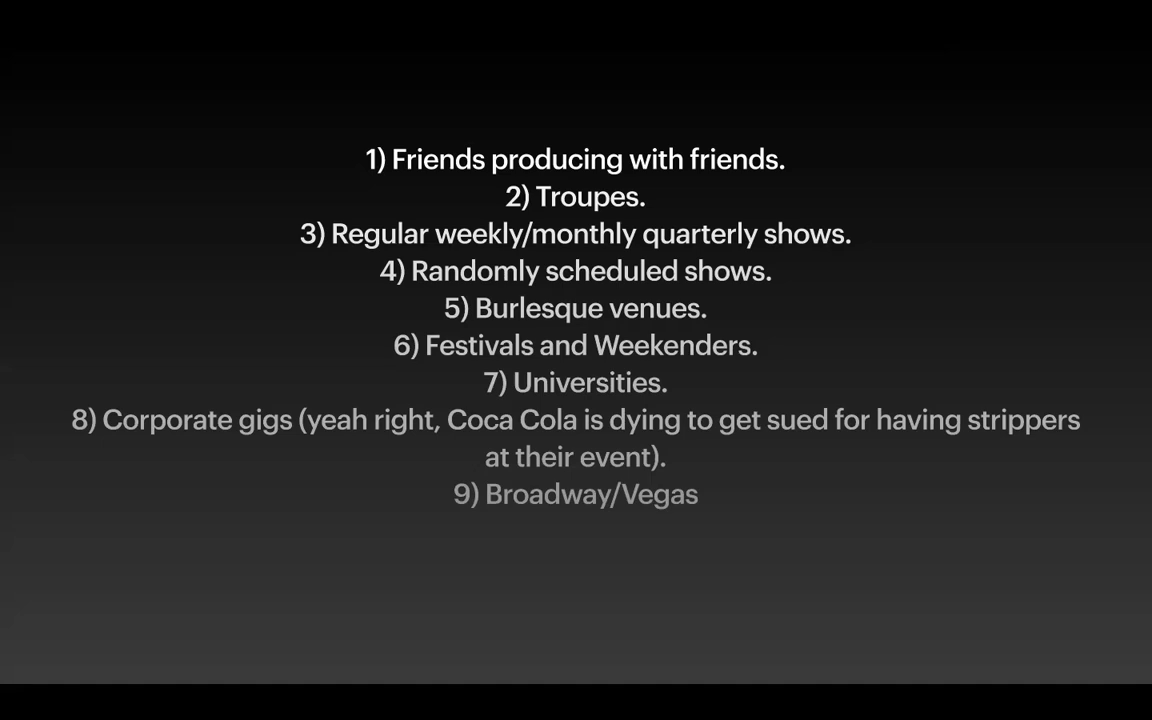 1) Friends producing with friends.
2) Troupes.
3) Regular weekly/monthly quarterly shows.
4) Randomly scheduled shows.
5) Burlesque venues.
6) Festivals and Weekenders.
7) Universities.
8) Corporate gigs (yeah right, Coca Cola is dying to get sued for having strippers
at their event).
9) Broadway/Vegas